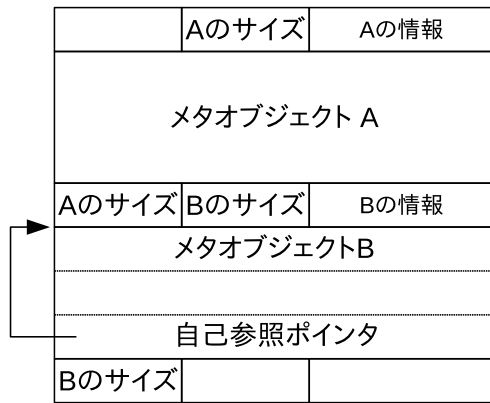 Aのサイズ Aの情報
メタオブジェクト A
Aのサイズ Bのサイズ Bの情報
メタオブジェクトB
自己参照ポインタ
Bのサイズ